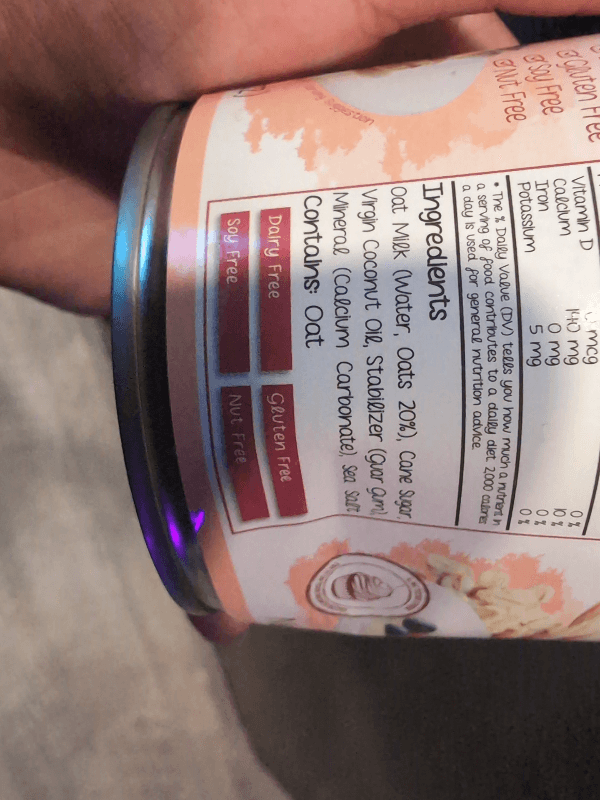 Gluten Free
Soy Free
Nut Free
Vitamin D mcg 0%
Calcium 140 mg 10%
Iron 0 mg 0%
Potassium 5 mg 0%
* The % Daily Value (DV) tells you how much a nutrient in
a serving of food contributes to a daily diet. 2,000 calories
a day is used for general nutrition advice.
Ingredients
Oat Milk (Water, Oats 20%), Cane Sugar,
Virgin Coconut Oil, Stabilizer (Guar Gum)
Mineral (Calcium Carbonate), Sea Salt
Contains: Oat
Dairy Free Gluten Free
Soy Free Nut Free